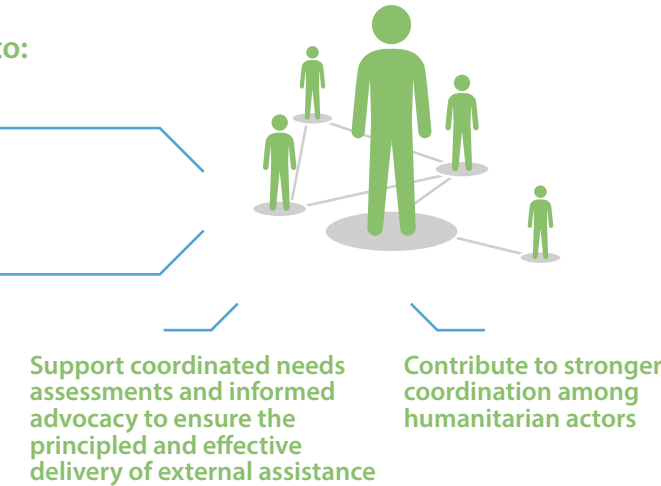 to:
Support coordinated needs
assessments and informed
advocacy to ensure the
principled and effective
delivery of external assistance
Contribute to stronger
coordination among
humanitarian actors